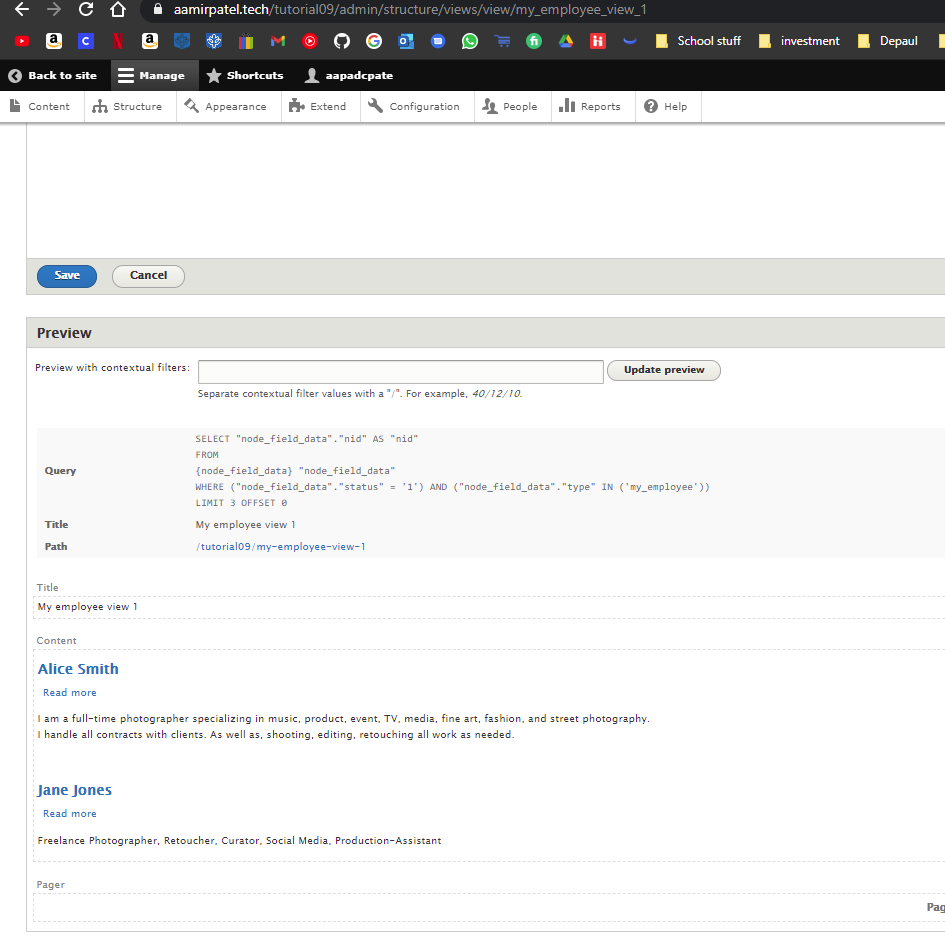 aamirpatel.tech/tutorial09/admin/structure/views/view/my_employee_view_1
School stuff investment Depaul
Back to site Manage Shortcuts aapadcpate
Content Structure Appearance Extend Configuration People Reports Help
Save Cancel
Preview
Preview with contextual filters: Update preview
Separate contextual filter values with a "/". For example, 40/12/10.
SELECT "node_field_data"."nid" AS "nid"
FROM
Query {node_field_data} "node_field_data"
WHERE ("node_field_data"."status" = '1') AND ("node_field_data"."type" IN ('my_employee'))
LIMIT 3 OFFSET 0
Title My employee view 1
Path /tutorial09/my-employee-view-1
Title
My employee view 1
Content
Alice Smith
Read more
I am a full-time photographer specializing in music, product, event, TV, media, fine art, fashion, and street photography.
I handle all contracts with clients. As well as, shooting, editing, retouching all work as needed.
Jane Jones
Read more
Freelance Photographer, Retoucher, Curator, Social Media, Production-Assistant
Pager
Pag